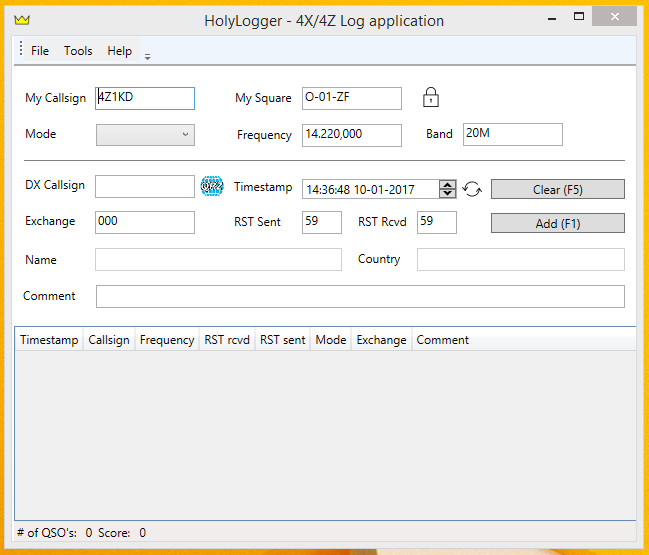 HolyLogger - 4X/4Z Log application
File Tools Help
My Callsign 4Z1KD My Square O-01-ZF
Mode Frequency 14.220,000 Band 20M
DX Callsign QRZ Timestamp 14:36:48 10-01-2017 Clear (F5)
Exchange 000 RST Sent 59 RST Rcvd 59 Add (F1)
Name Country
Comment
Timestamp Callsign Frequency RST rcvd RST sent Mode Exchange Comment
# of QSO's: 0 Score: 0